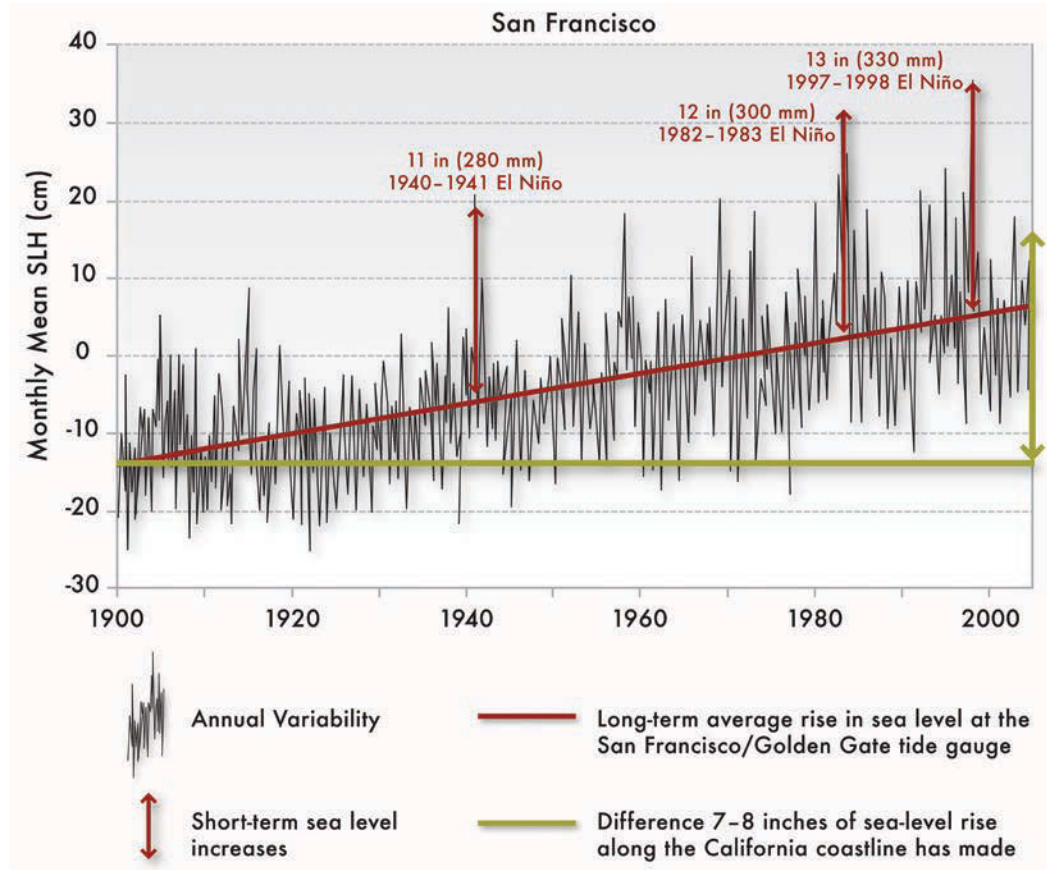 San Francisco
40
13 in (330 mm)
1997–1998 El Niño
30
12 in (300 mm)
1982–1983 El Niño
11 in (280 mm)
1940–1941 El Niño
20
10
0
-10
-20
-30
Monthly Mean SLH (cm)
1900 1920 1940 1960 1980 2000
Annual Variability
Long-term average rise in sea level at the
San Francisco/Golden Gate tide gauge
Short-term sea level
increases
Difference 7–8 inches of sea-level rise
along the California coastline has made